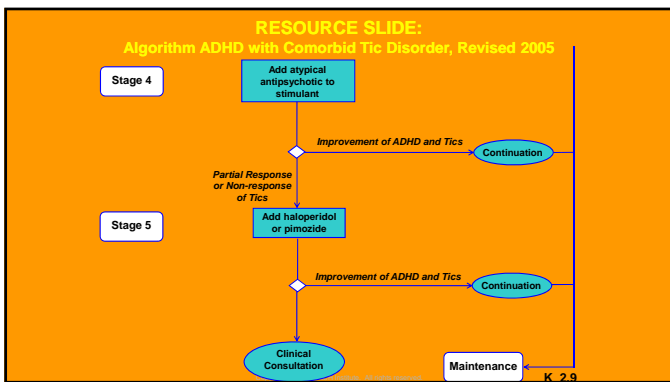 RESOURCE SLIDE:
Algorithm ADHD with Comorbid Tic Disorder, Revised 2005
Stage 4
Add atypical
antipsychotic to
stimulant
Improvement of ADHD and Tics
Continuation
Partial Response
or Non-response
of Tics
Stage 5
Add haloperidol
or pimozide
Improvement of ADHD and Tics
Continuation
Clinical
Consultation
Maintenance
K 2.9